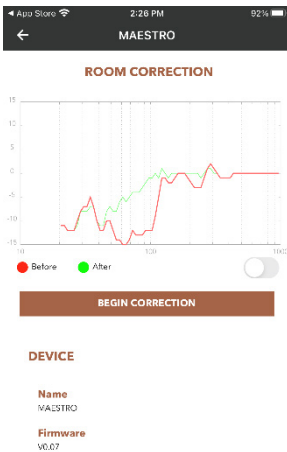 App Store 2:26 PM 92%
MAESTRO
ROOM CORRECTION
15
10
5
0
-5
-10
-15
10 100 1000
Before After
BEGIN CORRECTION
DEVICE
Name
MAESTRO
Firmware
V0.07